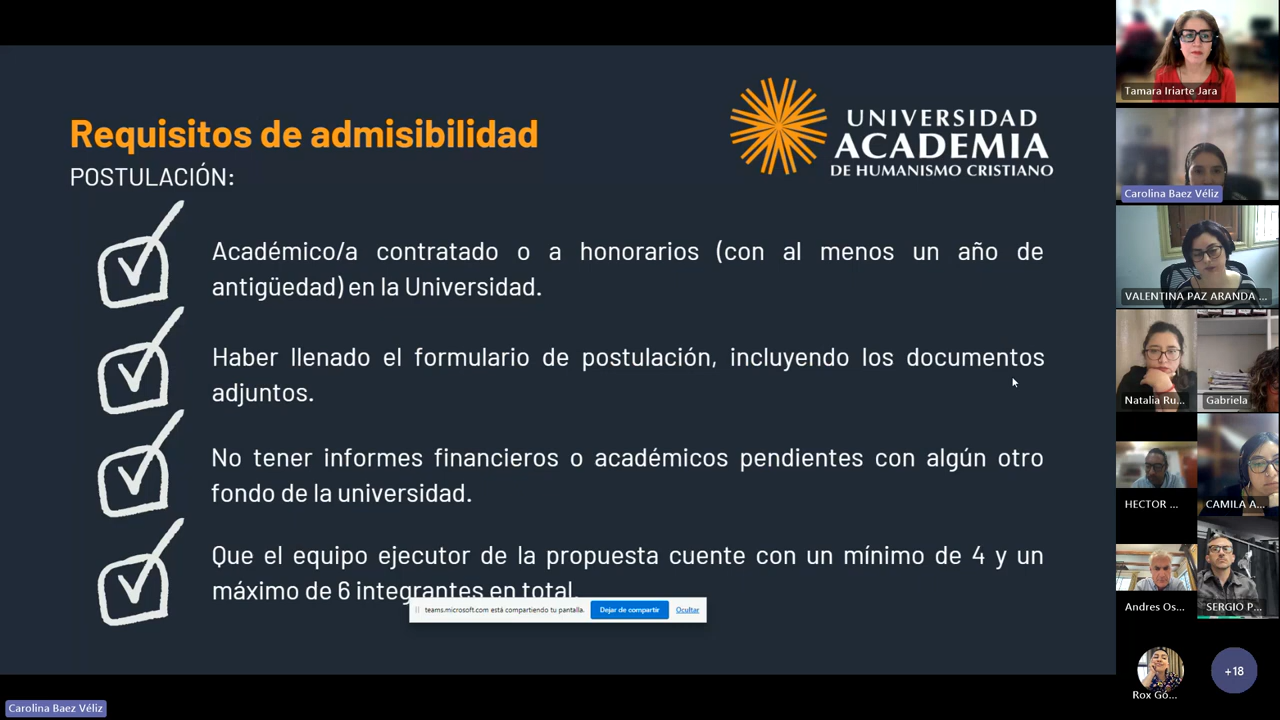 Requisitos de admisibilidad
POSTULACIÓN:
UNIVERSIDAD
ACADEMIA
DE HUMANISMO CRISTIANO
Académico/a contratado o a honorarios (con al menos un año de
antigüedad) en la Universidad.
Haber llenado el formulario de postulación, incluyendo los documentos
adjuntos.
No tener informes financieros o académicos pendientes con algún otro
fondo de la universidad.
Que el equipo ejecutor de la propuesta cuente con un mínimo de 4 y un
máximo de 6 integrantes en total.
teams.microsoft.com está compartiendo tu pantalla.
Dejar de compartir
Ocultar
Carolina Baez Véliz
Tamara Iriarte Jara
Carolina Baez Véliz
VALENTINA PAZ ARANDA ...
Natalia Ru...
Gabriela
HECTOR ...
CAMILA A...
Andres Os...
SERGIO P...
Rox Gó...
+18